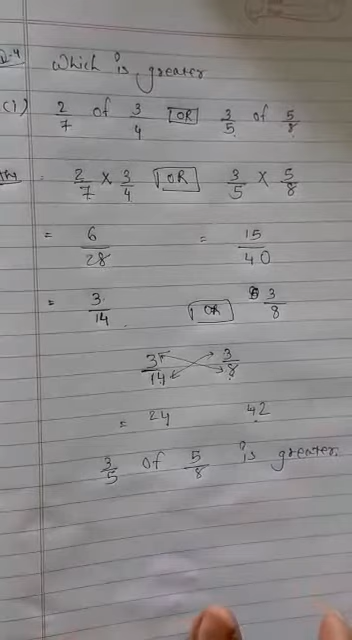 Q-4 Which is greater
(i) 2/7 of 3/4 OR 3/5 of 5/8
= 2/7 × 3/4 OR 3/5 × 5/8
= 6/28 = 15/40
= 3/14 OR 3/8
3/14 3/8
= 24 42
3/5 of 5/8 is greater.